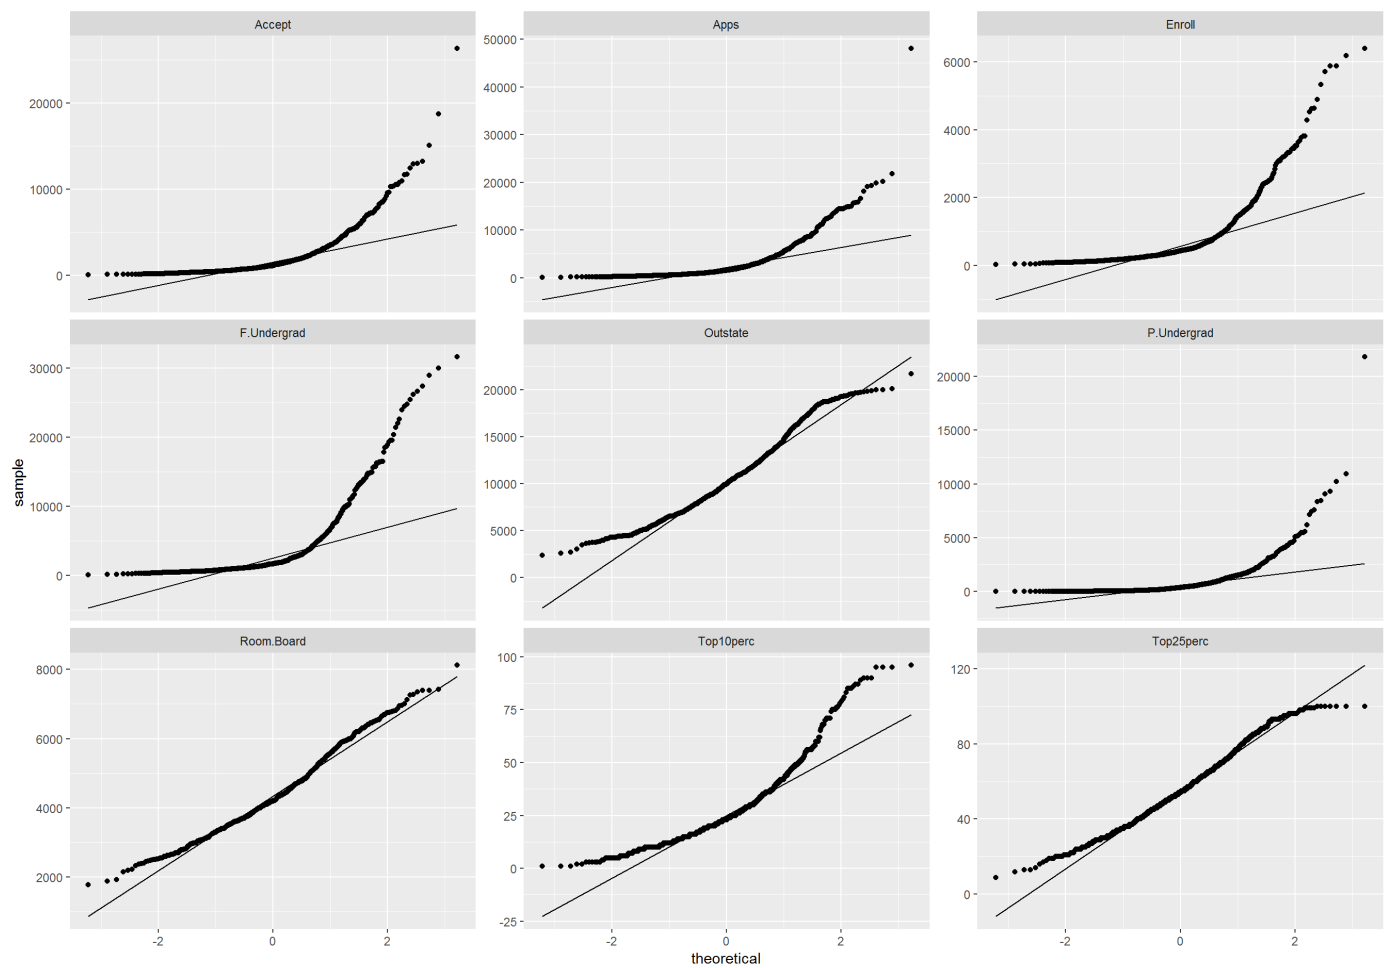 Accept Apps Enroll
20000 10000 0
50000 40000 30000 20000 10000 0
6000 4000 2000 0
F.Undergrad Outstate P.Undergrad
30000 20000 10000 0
20000 15000 10000 5000 0
20000 15000 10000 5000 0
sample
Room.Board Top10perc Top25perc
8000 6000 4000 2000
100 75 50 25 0 -25
120 80 40 0
-2 0 2 -2 0 2 -2 0 2
theoretical